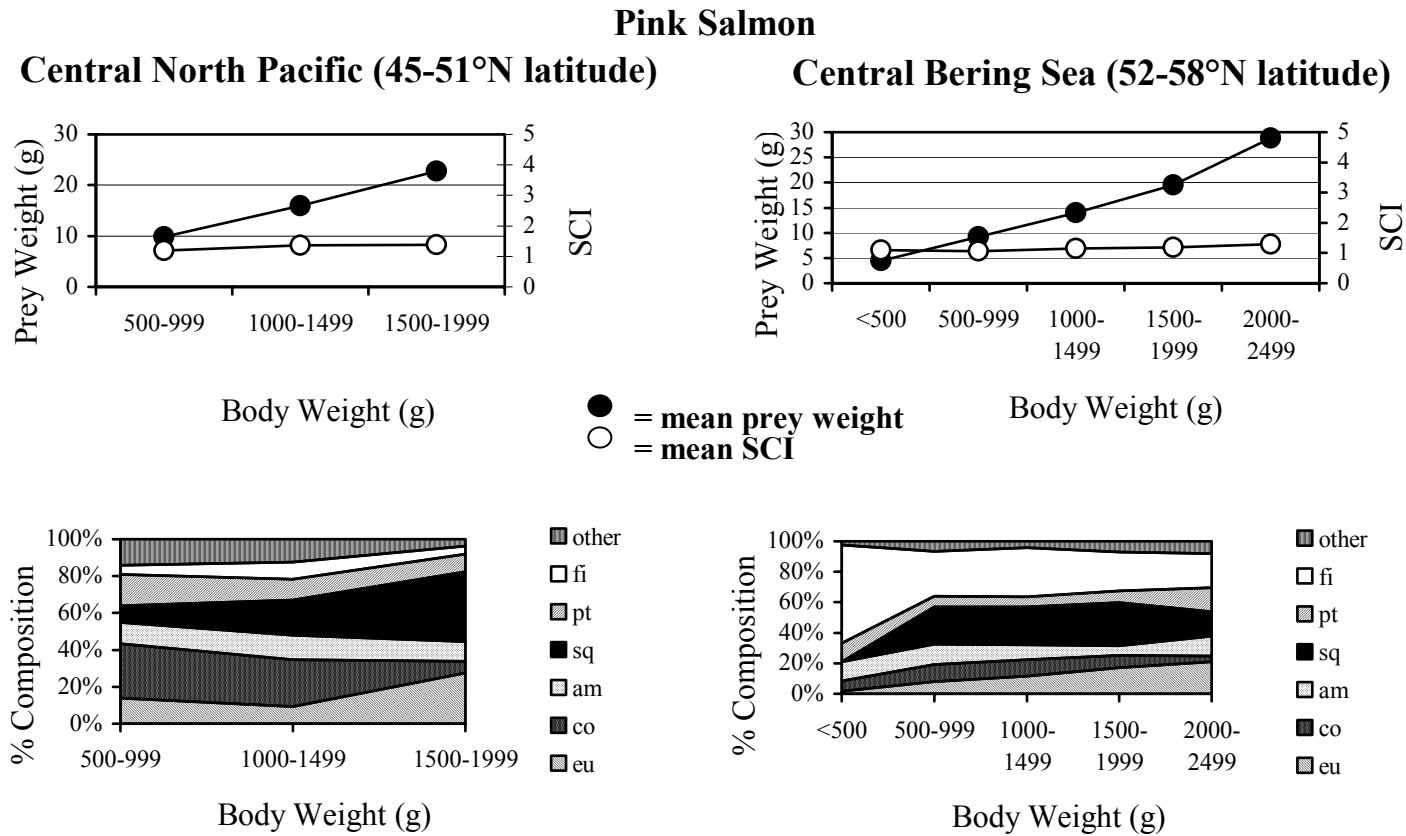 Pink Salmon
Central North Pacific (45-51°N latitude)
Central Bering Sea (52-58°N latitude)
Prey Weight (g)
30
20
10
0
5
4
3
2
1
0
SCI
500-999 1000-1499 1500-1999
Body Weight (g)
Prey Weight (g)
30
25
20
15
10
5
0
5
4
3
2
1
0
SCI
<500 500-999 1000- 1500- 2000-
1499 1999 2499
Body Weight (g)
= mean prey weight
= mean SCI
% Composition
100%
80%
60%
40%
20%
0%
500-999 1000-1499 1500-1999
Body Weight (g)
other
fi
pt
sq
am
co
eu
% Composition
100%
80%
60%
40%
20%
0%
<500 500-999 1000- 1500- 2000-
1499 1999 2499
Body Weight (g)
other
fi
pt
sq
am
co
eu